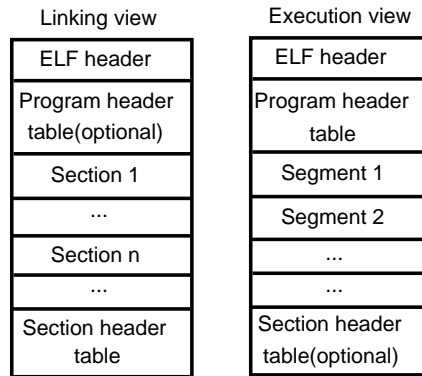 Linking view
ELF header
Program header
table(optional)
Section 1
...
Section n
...
Section header
table
Execution view
ELF header
Program header
table
Segment 1
Segment 2
...
...
Section header
table(optional)